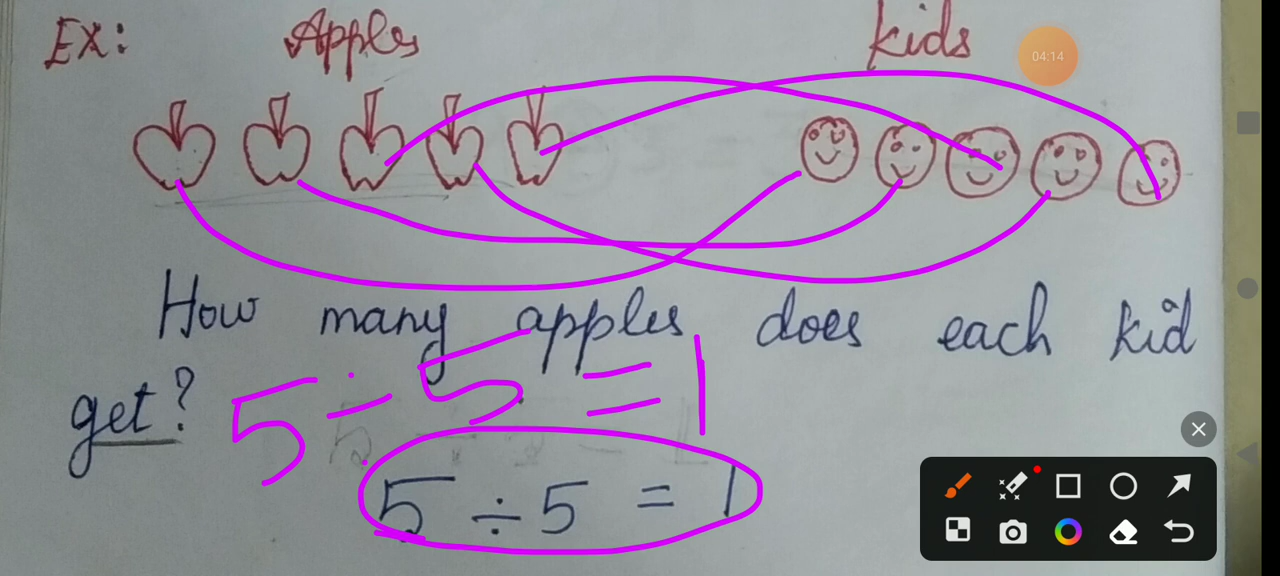 Ex: Apples kids
04:14
How many apples does each kid
get? 5 ÷ 5 = 1
5 ÷ 5 = 1